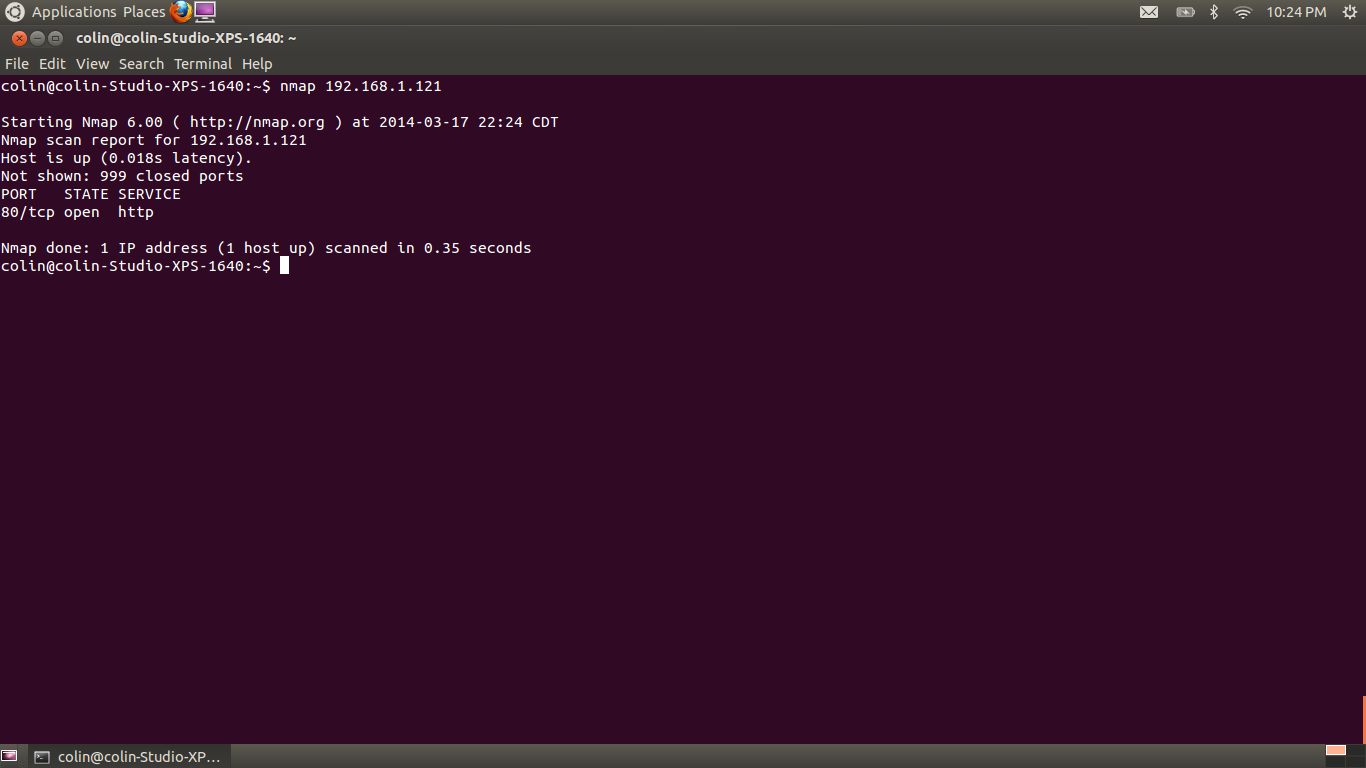 Applications Places 10:24 PM
colin@colin-Studio-XPS-1640: ~
File Edit View Search Terminal Help
colin@colin-Studio-XPS-1640:~$ nmap 192.168.1.121
Starting Nmap 6.00 ( http://nmap.org ) at 2014-03-17 22:24 CDT
Nmap scan report for 192.168.1.121
Host is up (0.018s latency).
Not shown: 999 closed ports
PORT   STATE SERVICE
80/tcp open  http
Nmap done: 1 IP address (1 host up) scanned in 0.35 seconds
colin@colin-Studio-XPS-1640:~$
colin@colin-Studio-XP...